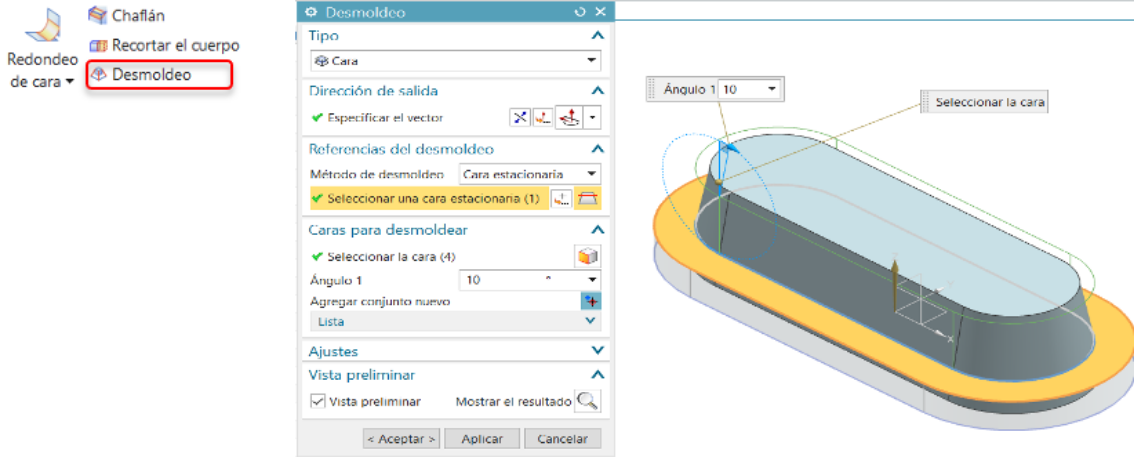 Chaflán
Recortar el cuerpo
Desmoldeo
Redondeo
de cara
Desmoldeo
Tipo
Cara
Dirección de salida
Especificar el vector
Referencias del desmoldeo
Método de desmoldeo Cara estacionaria
Seleccionar una cara estacionaria (1)
Caras para desmoldear
Seleccionar la cara (4)
Ángulo 1 10 °
Agregar conjunto nuevo
Lista
Ajustes
Vista preliminar
Vista preliminar Mostrar el resultado
< Aceptar > Aplicar Cancelar
Ángulo 1 10
Seleccionar la cara
X